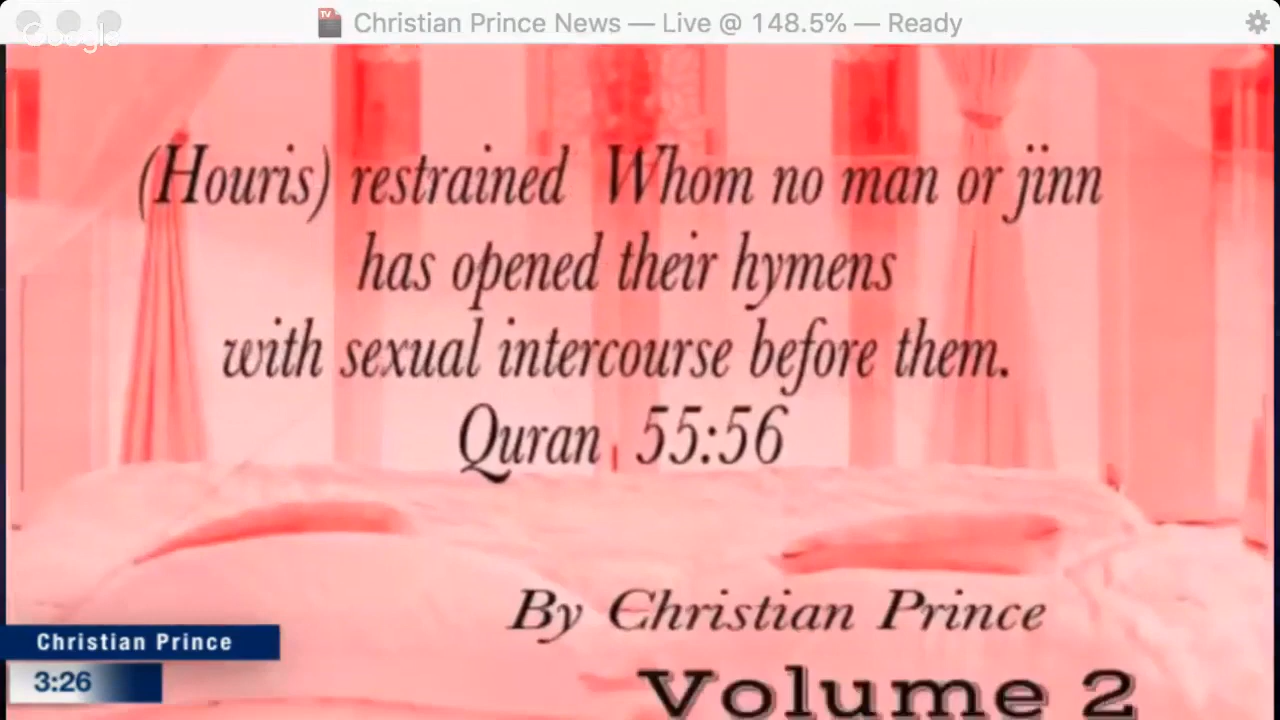 Christian Prince News — Live @ 148.5% — Ready
Google
(Houris) restrained Whom no man or jinn
has opened their hymens
with sexual intercourse before them.
Quran 55:56
By Christian Prince
Volume 2
Christian Prince
3:26